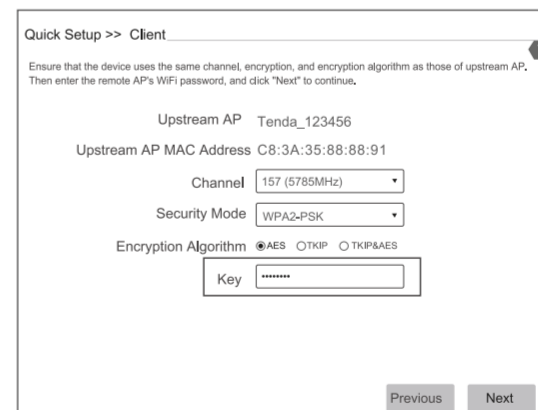 Quick Setup >> Client
Ensure that the device uses the same channel, encryption, and encryption algorithm as those of upstream AP.
Then enter the remote AP's WiFi password, and click "Next" to continue.
Upstream AP Tenda_123456
Upstream AP MAC Address C8:3A:35:88:88:91
Channel 157 (5785MHz)
Security Mode WPA2-PSK
Encryption Algorithm AES TKIP TKIP&AES
Key ••••••••
Previous Next